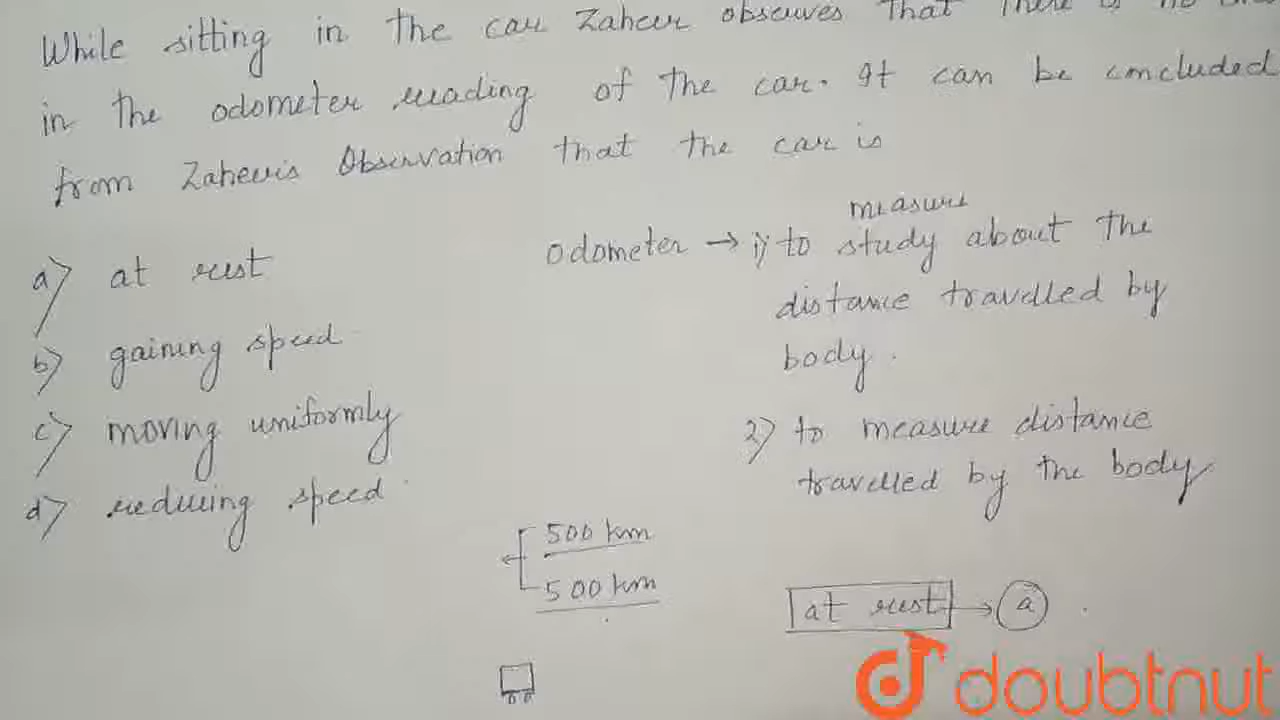 While sitting in the car Zaheer observes that there is no
in the odometer reading of the car. It can be concluded
from Zaheer's Observation that the car is
measure
odometer → 1) to study about the
distance travelled by
body.
a) at rest
b) gaining speed
c) moving uniformly
d) reducing speed
2) to measure distance
travelled by the body
500 km
500 km
at rest → a
doubtnut